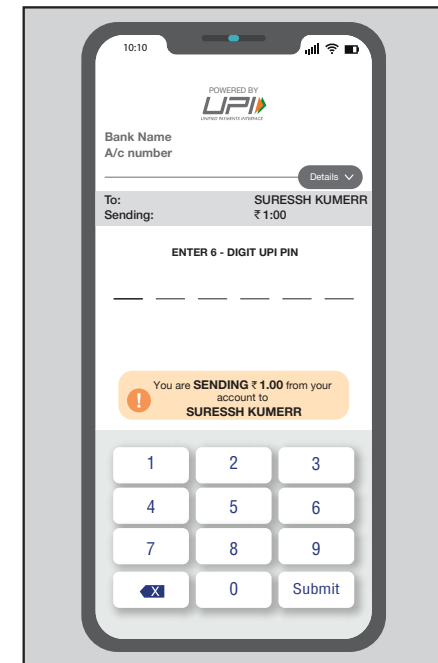 10:10
POWERED BY
UPI
UNIFIED PAYMENTS INTERFACE
Bank Name
A/c number
Details
To: SURESSH KUMERR
Sending: ₹ 1:00
ENTER 6 - DIGIT UPI PIN
! You are SENDING ₹ 1.00 from your
account to
SURESSH KUMERR
1 2 3
4 5 6
7 8 9
X 0 Submit